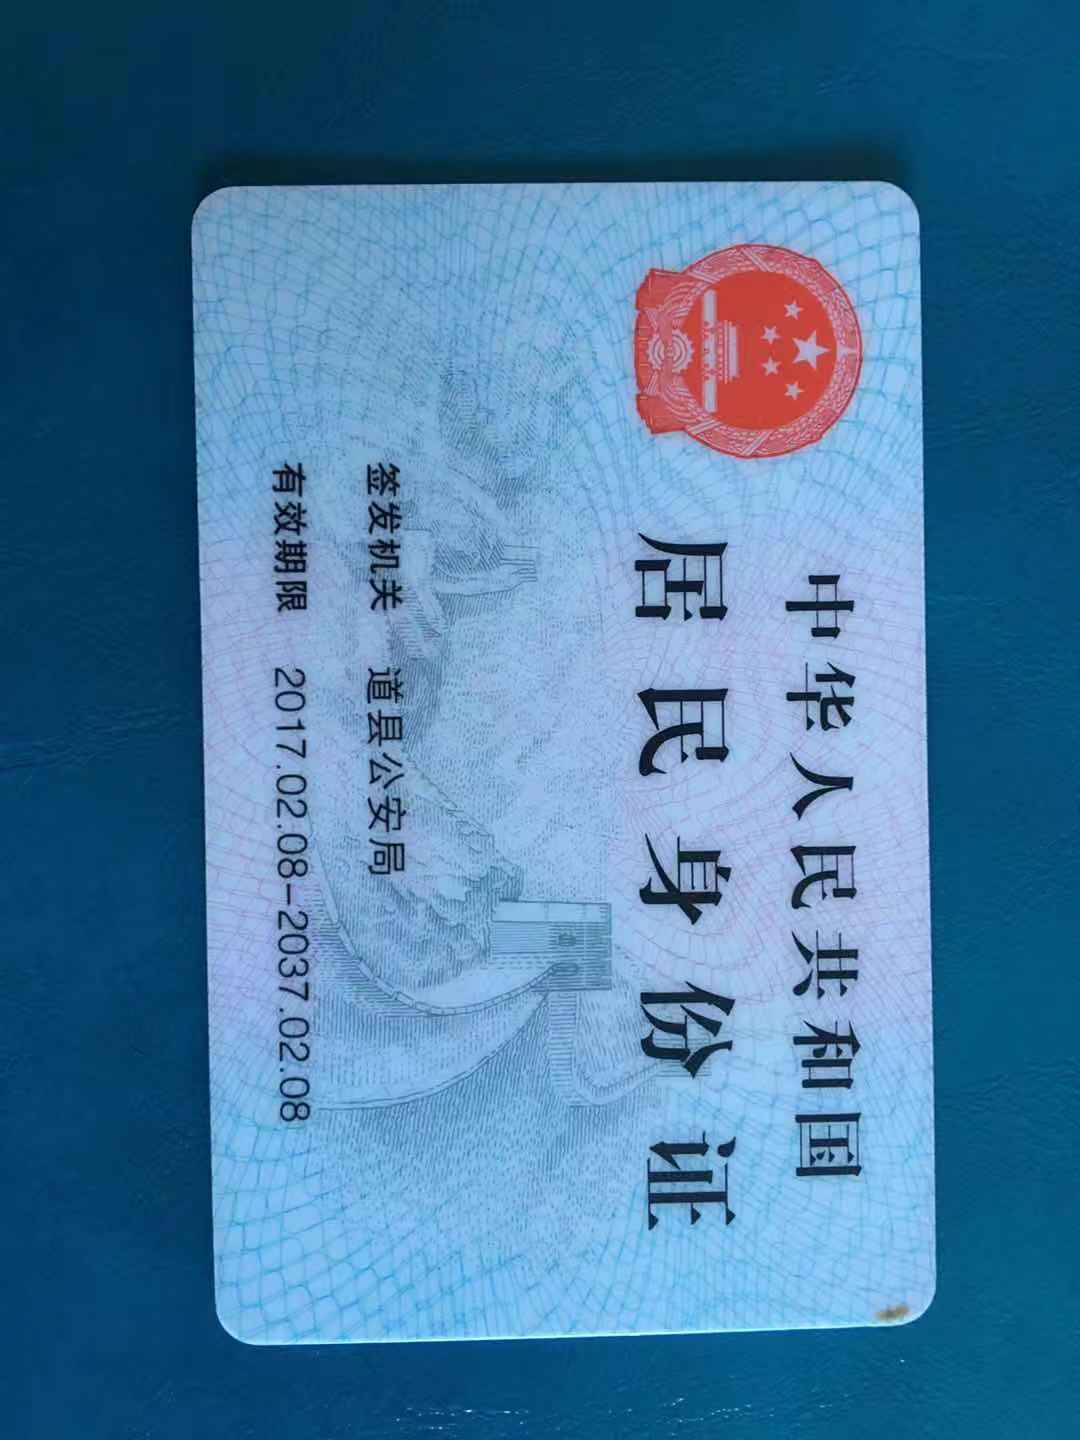 中华人民共和国
居民身份证
签发机关 道县公安局
有效期限 2017.02.08-2037.02.08